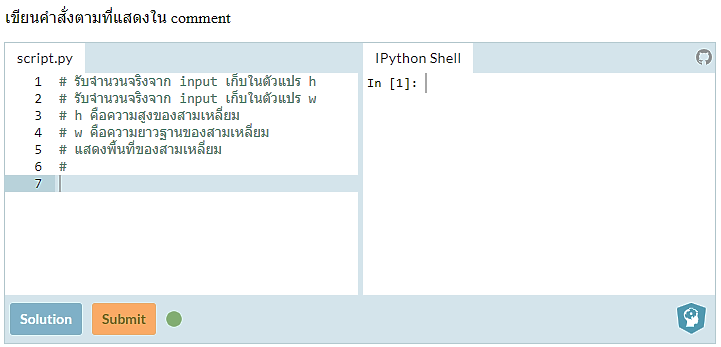 เขียนคำสั่งตามที่แสดงใน comment
script.py
IPython Shell
1 # รับจำนวนจริงจาก input เก็บในตัวแปร h
2 # รับจำนวนจริงจาก input เก็บในตัวแปร w
3 # h คือความสูงของสามเหลี่ยม
4 # w คือความยาวฐานของสามเหลี่ยม
5 # แสดงพื้นที่ของสามเหลี่ยม
6 #
7
In [1]:
Solution
Submit